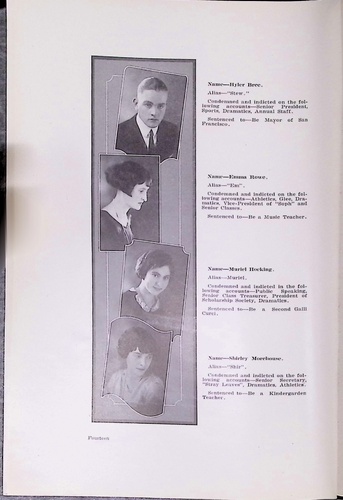 Name—Hyler Bree.
Alias—"Stew."
Condemned and indicted on the fol-
lowing accounts—Senior President,
Sports, Dramatics, Annual Staff.
Sentenced to—Be Mayor of San
Francisco.
Name—Emma Rowe.
Alias—"Em"
Condemned and indicted on the fol-
lowing accounts—Athletics, Glee, Dra-
matics, Vice-President of "Soph" and
Senior Classes.
Sentenced to—Be a Music Teacher.
Name—Muriel Hocking.
Alias—Muriel.
Condemned and indicted in the fol-
lowing accounts—Public Speaking,
Senior Class Treasurer, President of
Scholarship Society, Dramatics.
Sentenced to—Be a Second Galli
Curci.
Name—Shirley Morehouse.
Alias—"Shir".
Condemned and indicted on the fol-
lowing accounts—Senior Secretary,
"Stray Leaves", Dramatics, Athletics.
Sentenced to—Be a Kindergarden
Teacher.
Fourteen